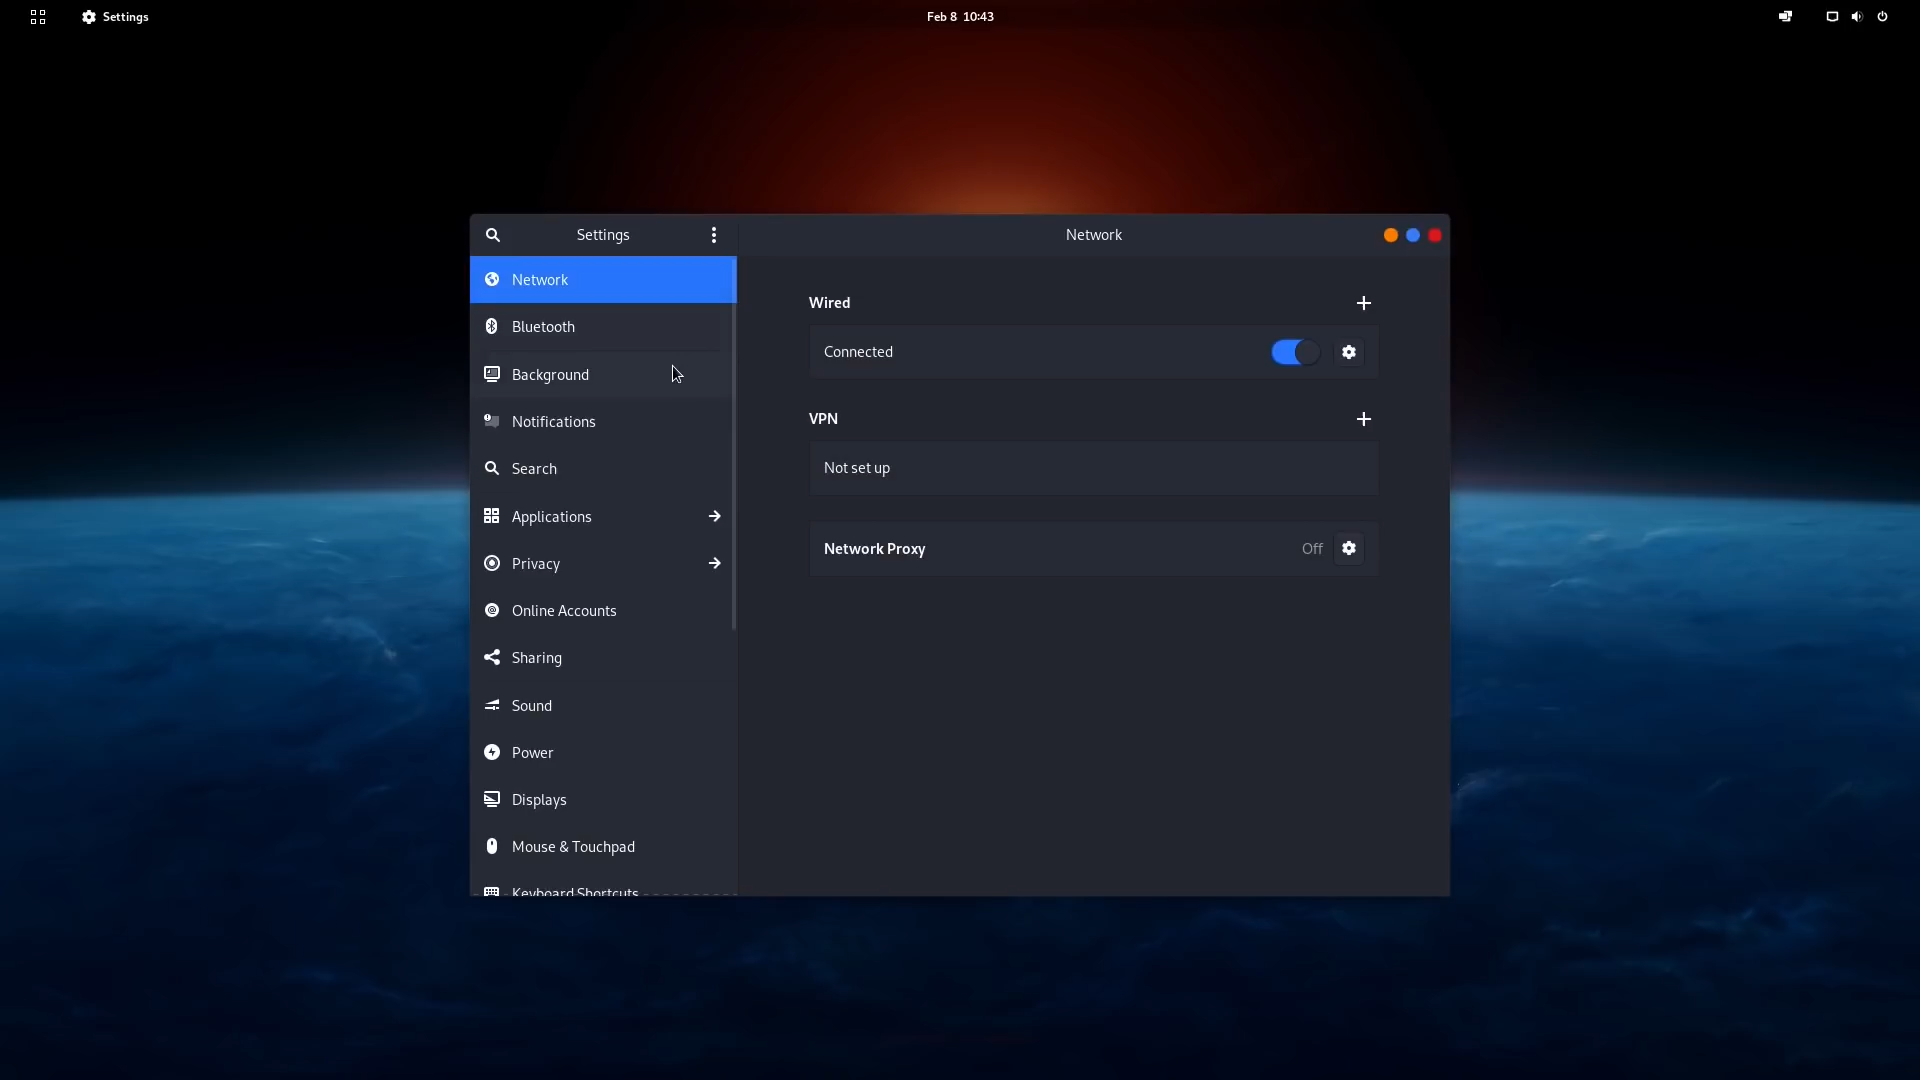 Settings
Feb 8 10:43
Settings
Network
Network
Bluetooth
Background
Notifications
Search
Applications
Privacy
Online Accounts
Sharing
Sound
Power
Displays
Mouse & Touchpad
Keyboard Shortcuts
Wired
Connected
VPN
Not set up
Network Proxy
Off